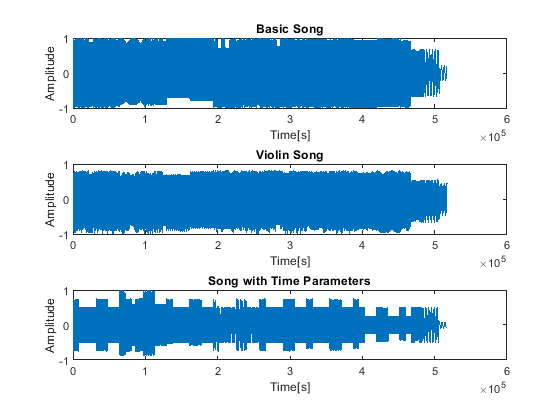 Basic Song
1
0
-1
Amplitude
0 1 2 3 4 5 6
Time[s]
×10^5
Violin Song
1
0
-1
Amplitude
0 1 2 3 4 5 6
Time[s]
×10^5
Song with Time Parameters
1
0
-1
Amplitude
0 1 2 3 4 5 6
Time[s]
×10^5